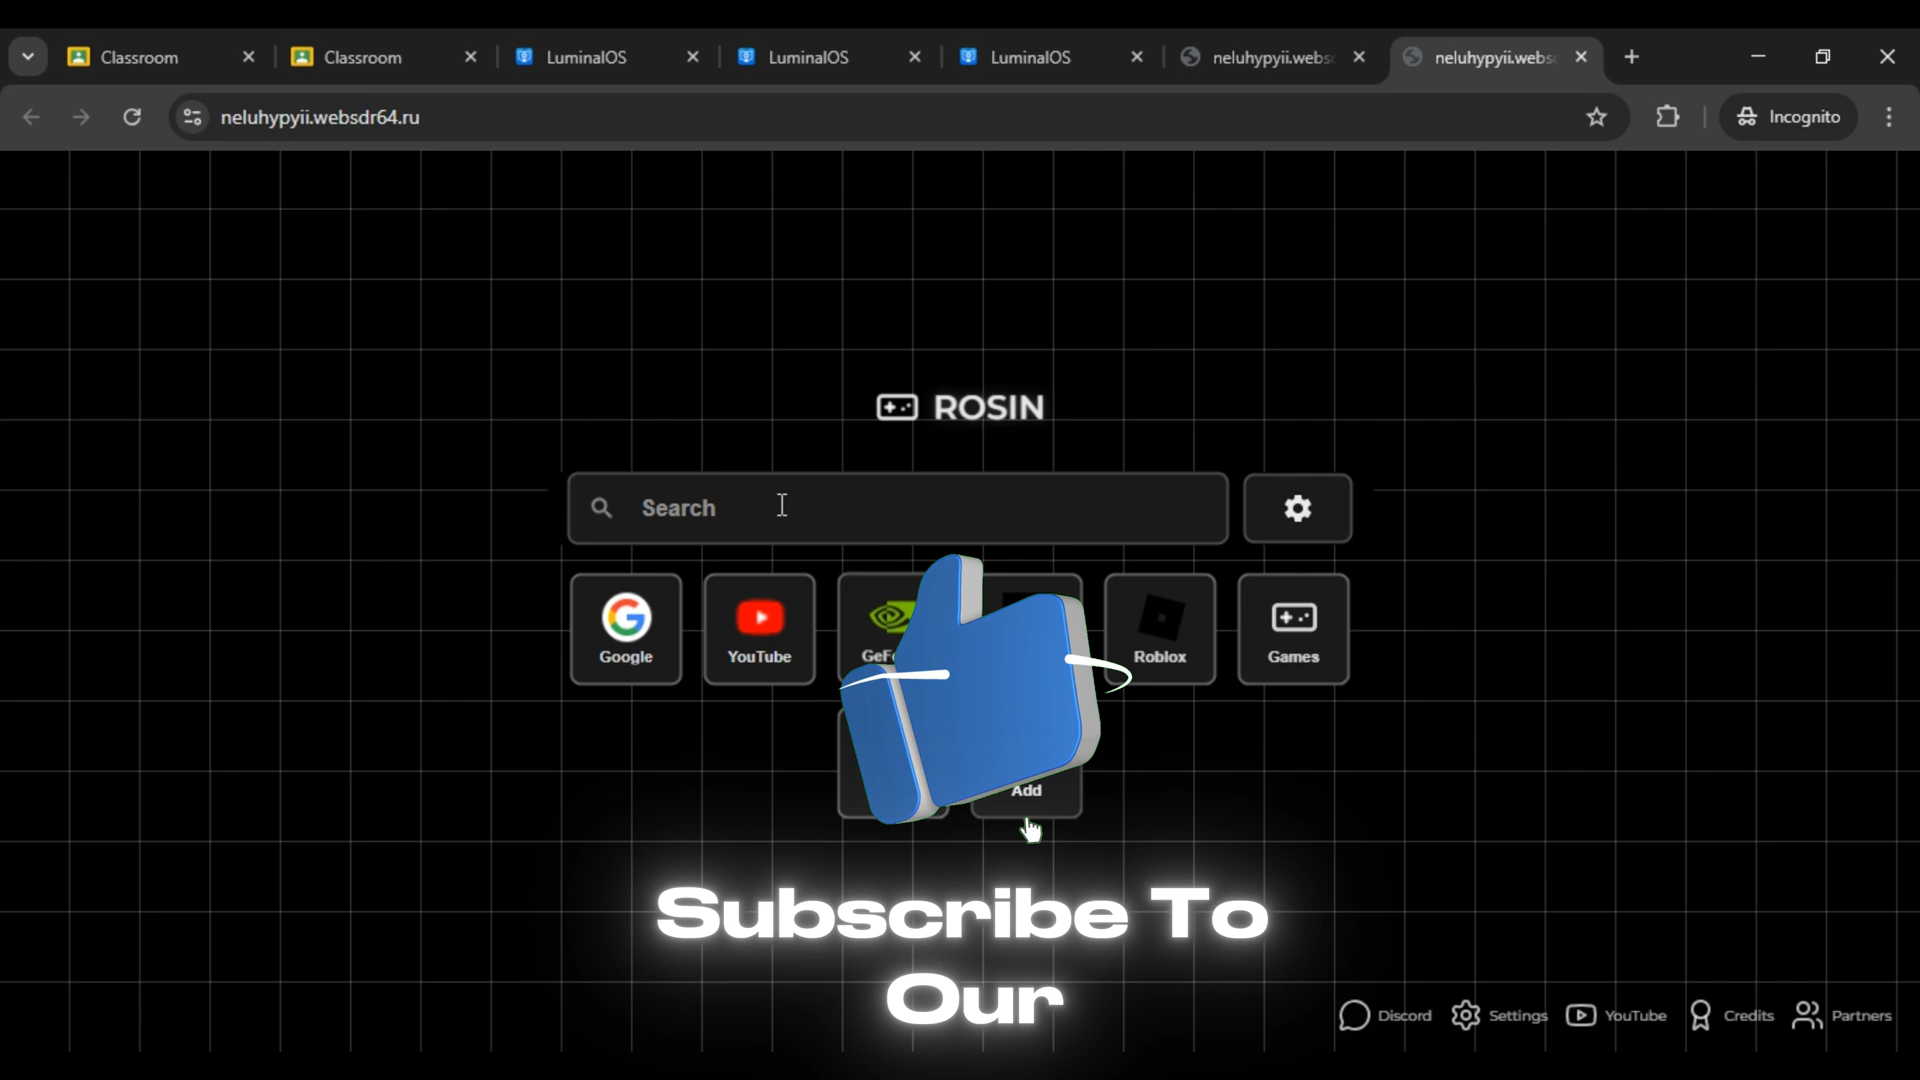 Classroom
Classroom
LuminalOS
LuminalOS
LuminalOS
neluhypyii.webs
neluhypyii.webs
neluhypyii.websdr64.ru
Incognito
ROSIN
Search
Google
YouTube
GeF
Roblox
Games
Add
Subscribe To
Our
Discord
Settings
YouTube
Credits
Partners